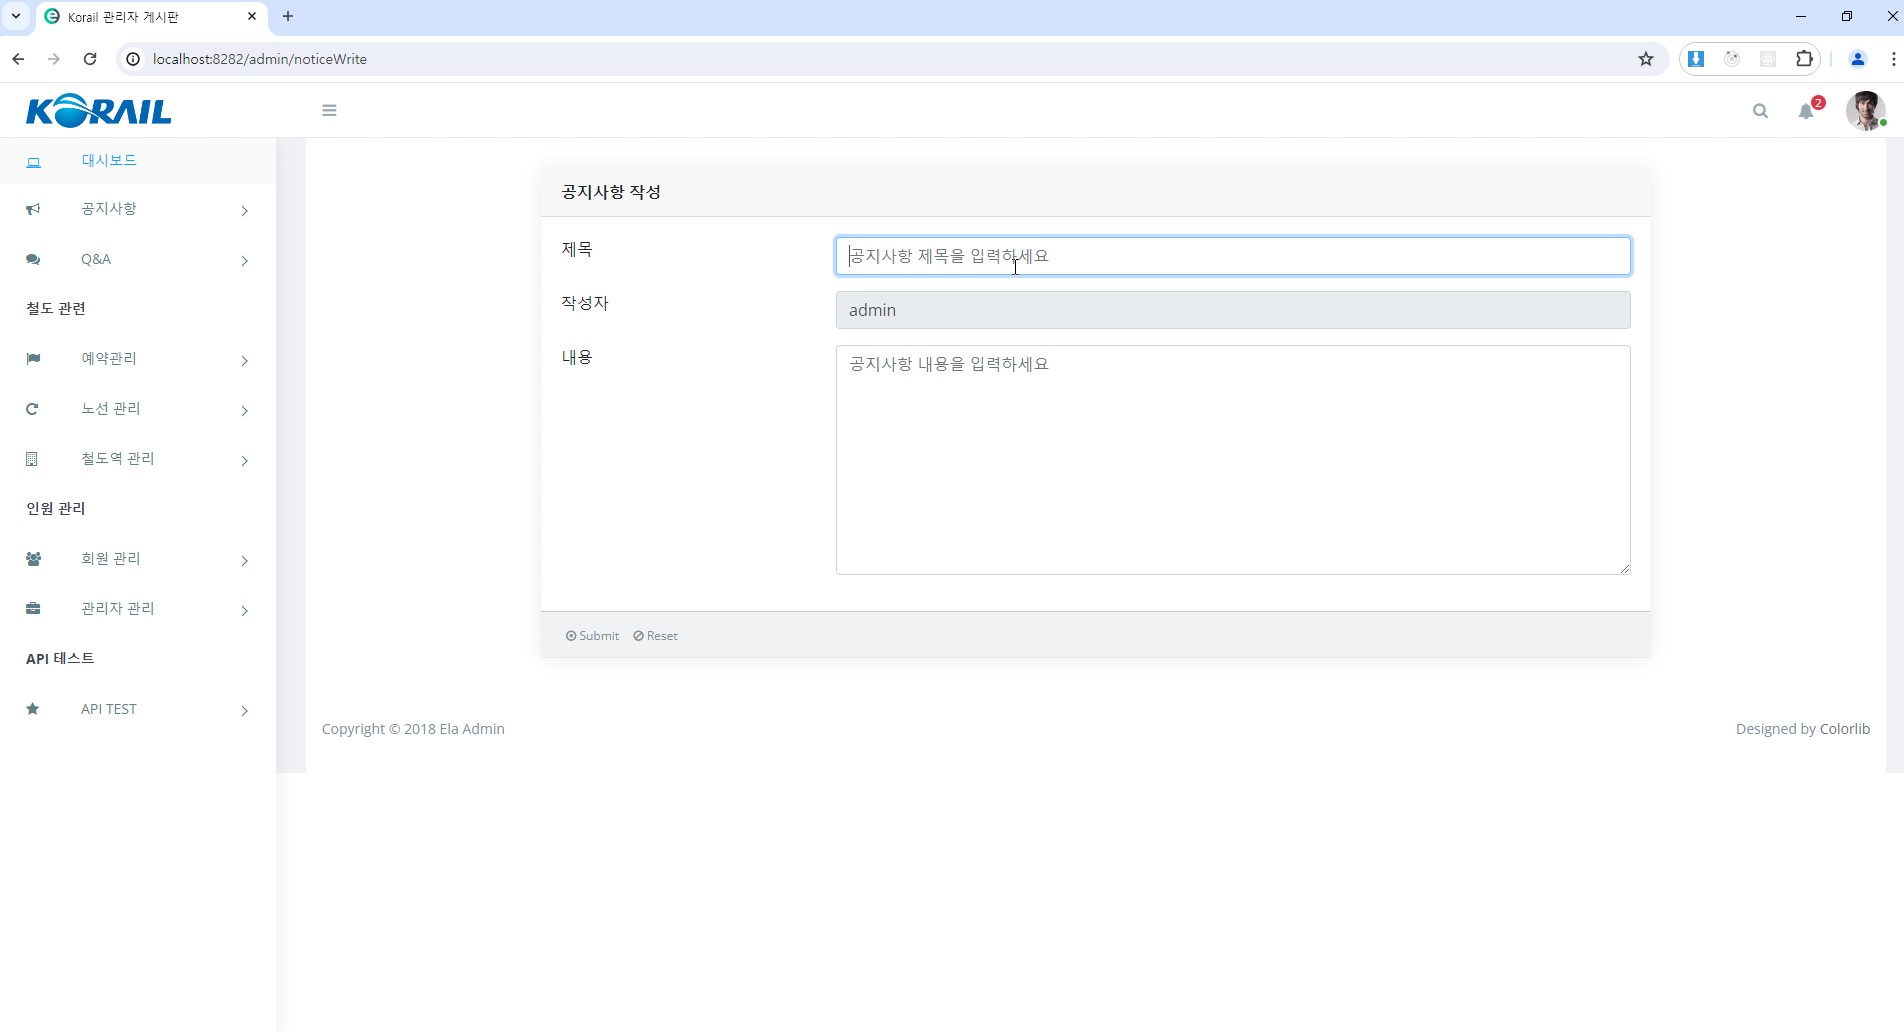 Korail 관리자 게시판
localhost:8282/admin/noticeWrite
KORAIL
2
대시보드
공지사항
Q&A
철도 관련
예약관리
노선 관리
철도역 관리
인원 관리
회원 관리
관리자 관리
API 테스트
API TEST
공지사항 작성
제목
공지사항 제목을 입력하세요
작성자
admin
내용
공지사항 내용을 입력하세요
Submit Reset
Copyright © 2018 Ela Admin
Designed by Colorlib